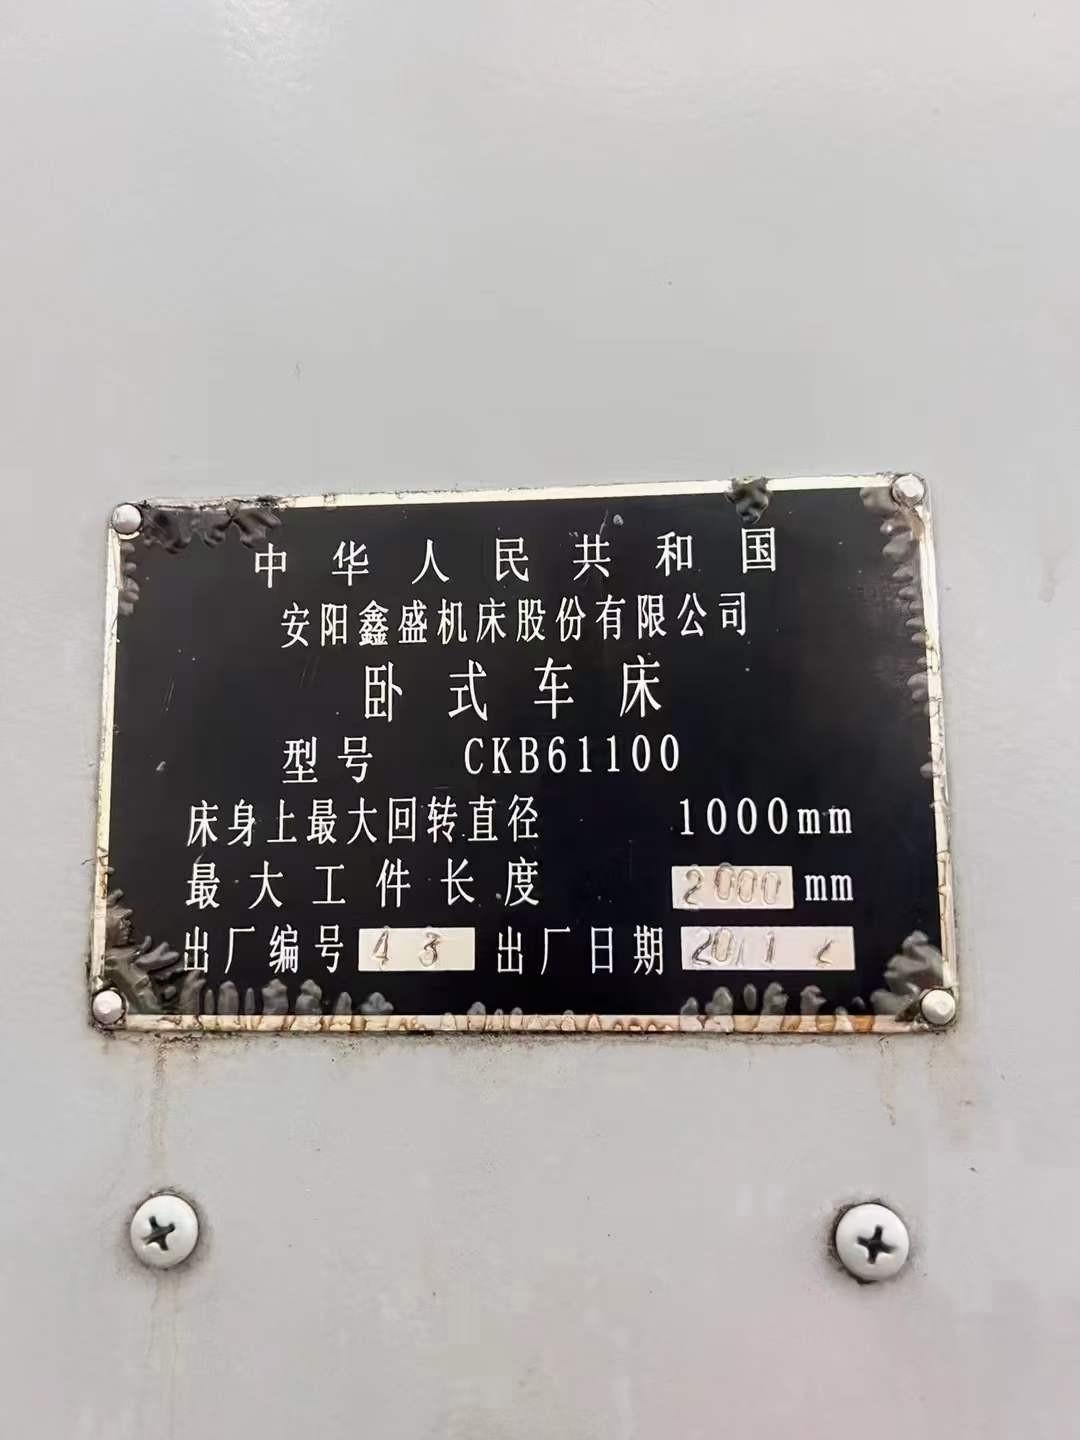 中华人民共和国
安阳鑫盛机床股份有限公司
卧式车床
型号 CKB61100
床身上最大回转直径 1000mm
最大工件长度 2000 mm
出厂编号 43 出厂日期 2011